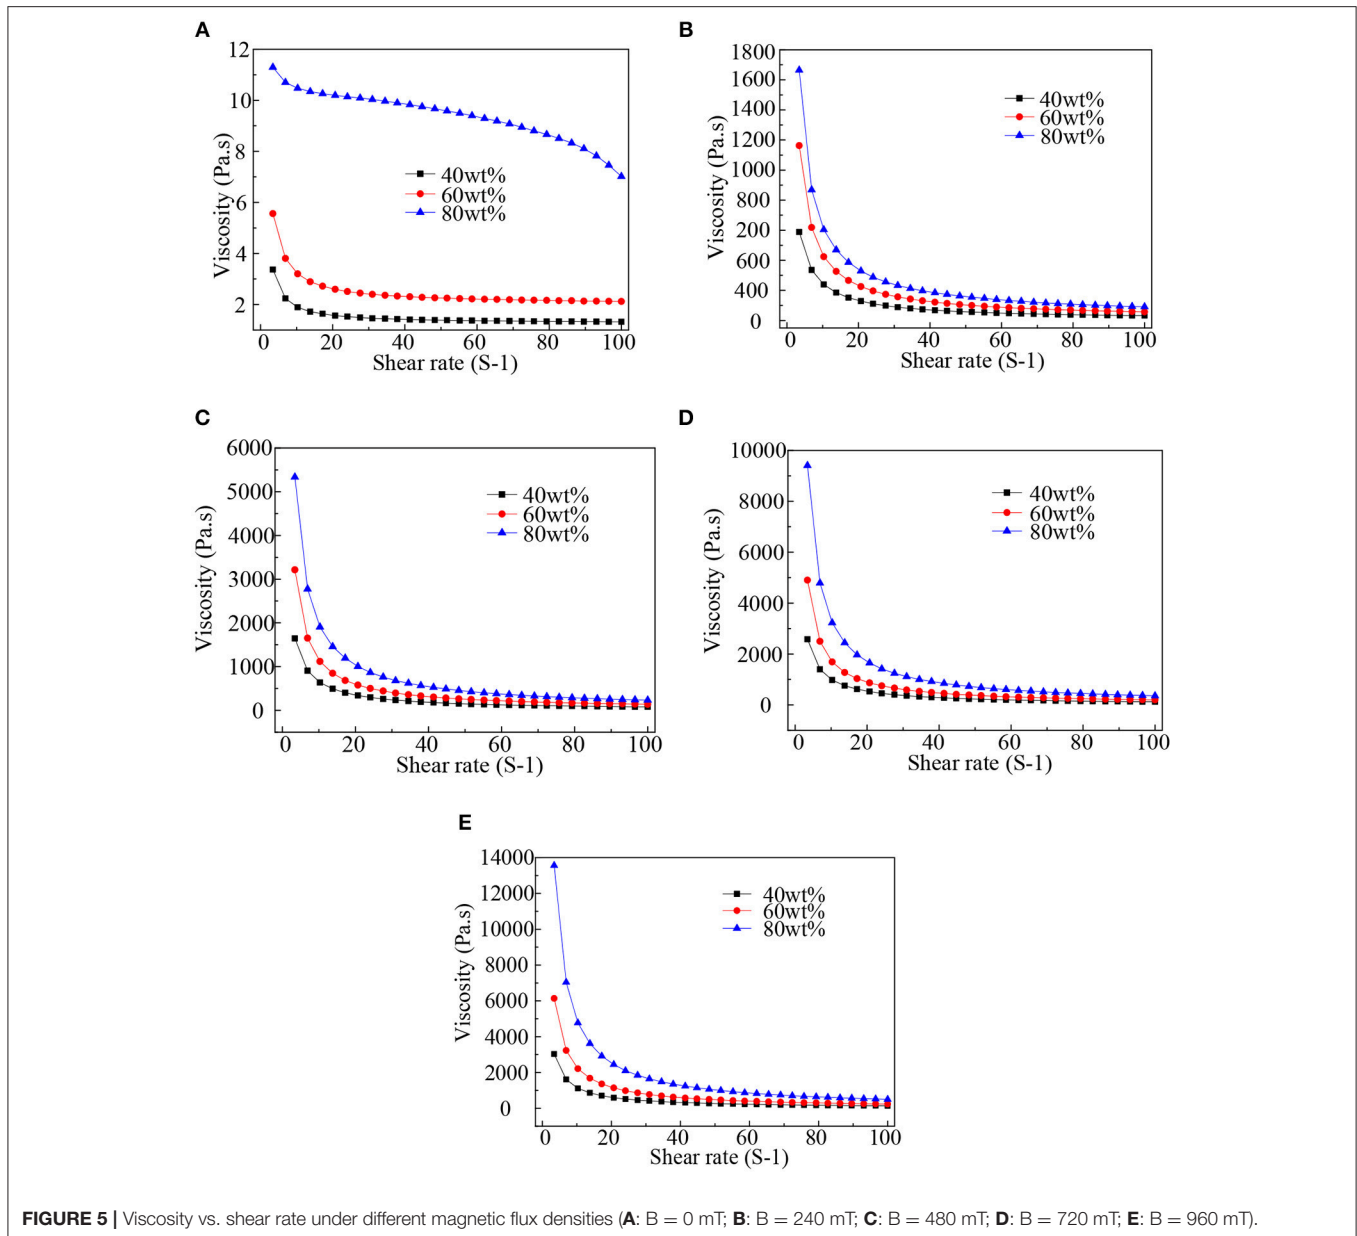 A
12
10
8
6
4
2
0 20 40 60 80 100
Viscosity (Pa.s)
Shear rate (S-1)
40wt%
60wt%
80wt%
B
1800
1600
1400
1200
1000
800
200
600
400
0
0 20 40 60 80 100
Viscosity (Pa.s)
Shear rate (S-1)
40wt%
60wt%
80wt%
C
6000
5000
4000
3000
2000
1000
0
0 20 40 60 80 100
Viscosity (Pa.s)
Shear rate (S-1)
40wt%
60wt%
80wt%
D
10000
8000
6000
4000
2000
0
0 20 40 60 80 100
Viscosity (Pa.s)
Shear rate (S-1)
40wt%
60wt%
80wt%
E
14000
12000
10000
8000
6000
4000
2000
0
0 20 40 60 80 100
Viscosity (Pa.s)
Shear rate (S-1)
40wt%
60wt%
80wt%
FIGURE 5 | Viscosity vs. shear rate under different magnetic flux densities (A: B = 0 mT; B: B = 240 mT; C: B = 480 mT; D: B = 720 mT; E: B = 960 mT).